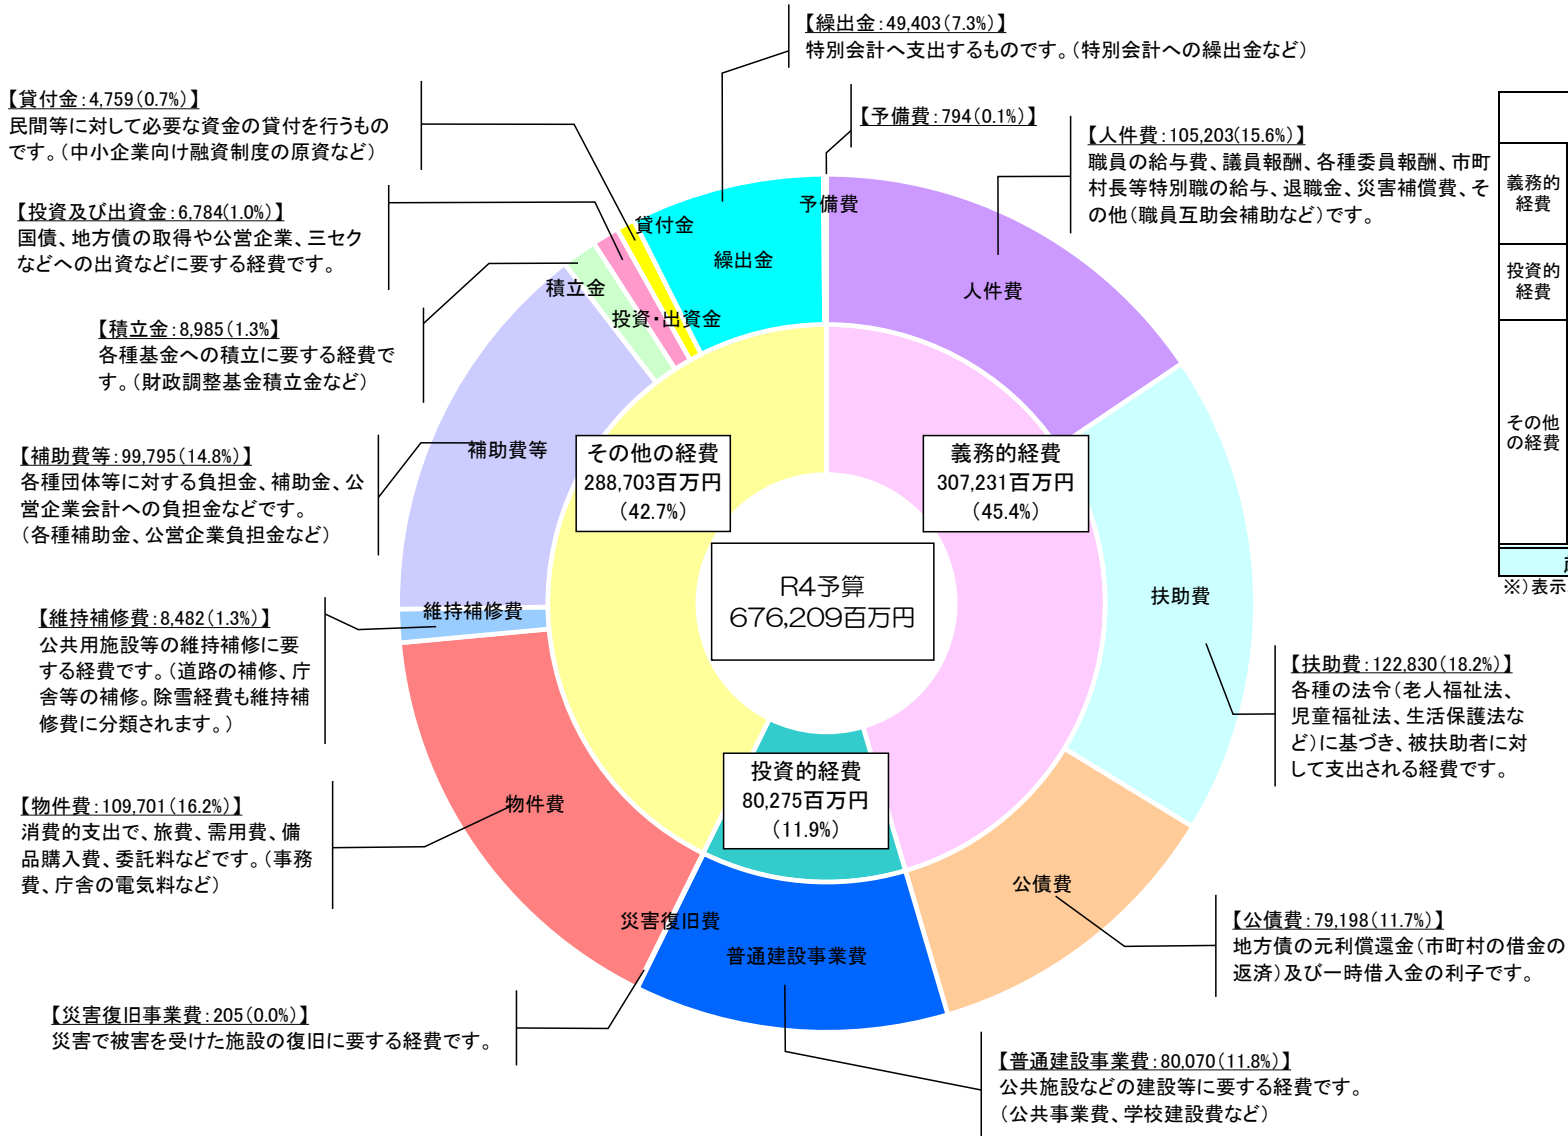 【繰出金：49,403(7.3%)】
特別会計へ支出するものです。（特別会計への繰出金など）
【貸付金：4,759(0.7%)】
民間等に対して必要な資金の貸付を行うもの
です。（中小企業向け融資制度の原資など）
【予備費：794(0.1%)】
【人件費：105,203(15.6%)】
職員の給与費、議員報酬、各種委員報酬、市町
村長等特別職の給与、退職金、災害補償費、そ
の他（職員互助会補助など）です。
【投資及び出資金：6,784(1.0%)】
国債、地方債の取得や公営企業、三セク
などへの出資などに要する経費です。
【積立金：8,985(1.3%】
各種基金への積立に要する経費で
す。（財政調整基金積立金など）
【補助費等：99,795(14.8%)】
各種団体等に対する負担金、補助金、公
営企業会計への負担金などです。
（各種補助金、公営企業負担金など）
【維持補修費：8,482(1.3%)】
公共用施設等の維持補修に要
する経費です。（道路の補修、庁
舎等の補修。除雪経費も維持補
修費に分類されます。）
【物件費：109,701(16.2%)】
消費的支出で、旅費、需用費、備
品購入費、委託料などです。（事務
費、庁舎の電気料など）
【災害復旧事業費：205(0.0%)】
災害で被害を受けた施設の復旧に要する経費です。
予備費
貸付金
繰出金
人件費
積立金
投資・出資金
補助費等
その他の経費
288,703百万円
（42.7%）
義務的経費
307,231百万円
（45.4%）
R4予算
676,209百万円
扶助費
維持補修費
投資的経費
80,275百万円
（11.9%）
物件費
公債費
災害復旧費
普通建設事業費
【扶助費：122,830(18.2%)】
各種の法令（老人福祉法、
児童福祉法、生活保護法な
ど）に基づき、被扶助者に対
して支出される経費です。
【公債費：79,198(11.7%)】
地方債の元利償還金（市町村の借金の
返済）及び一時借入金の利子です。
【普通建設事業費：80,070(11.8%)】
公共施設などの建設等に要する経費です。
（公共事業費、学校建設費など）
義務的
経費
投資的
経費
その他
の経費
※）表示